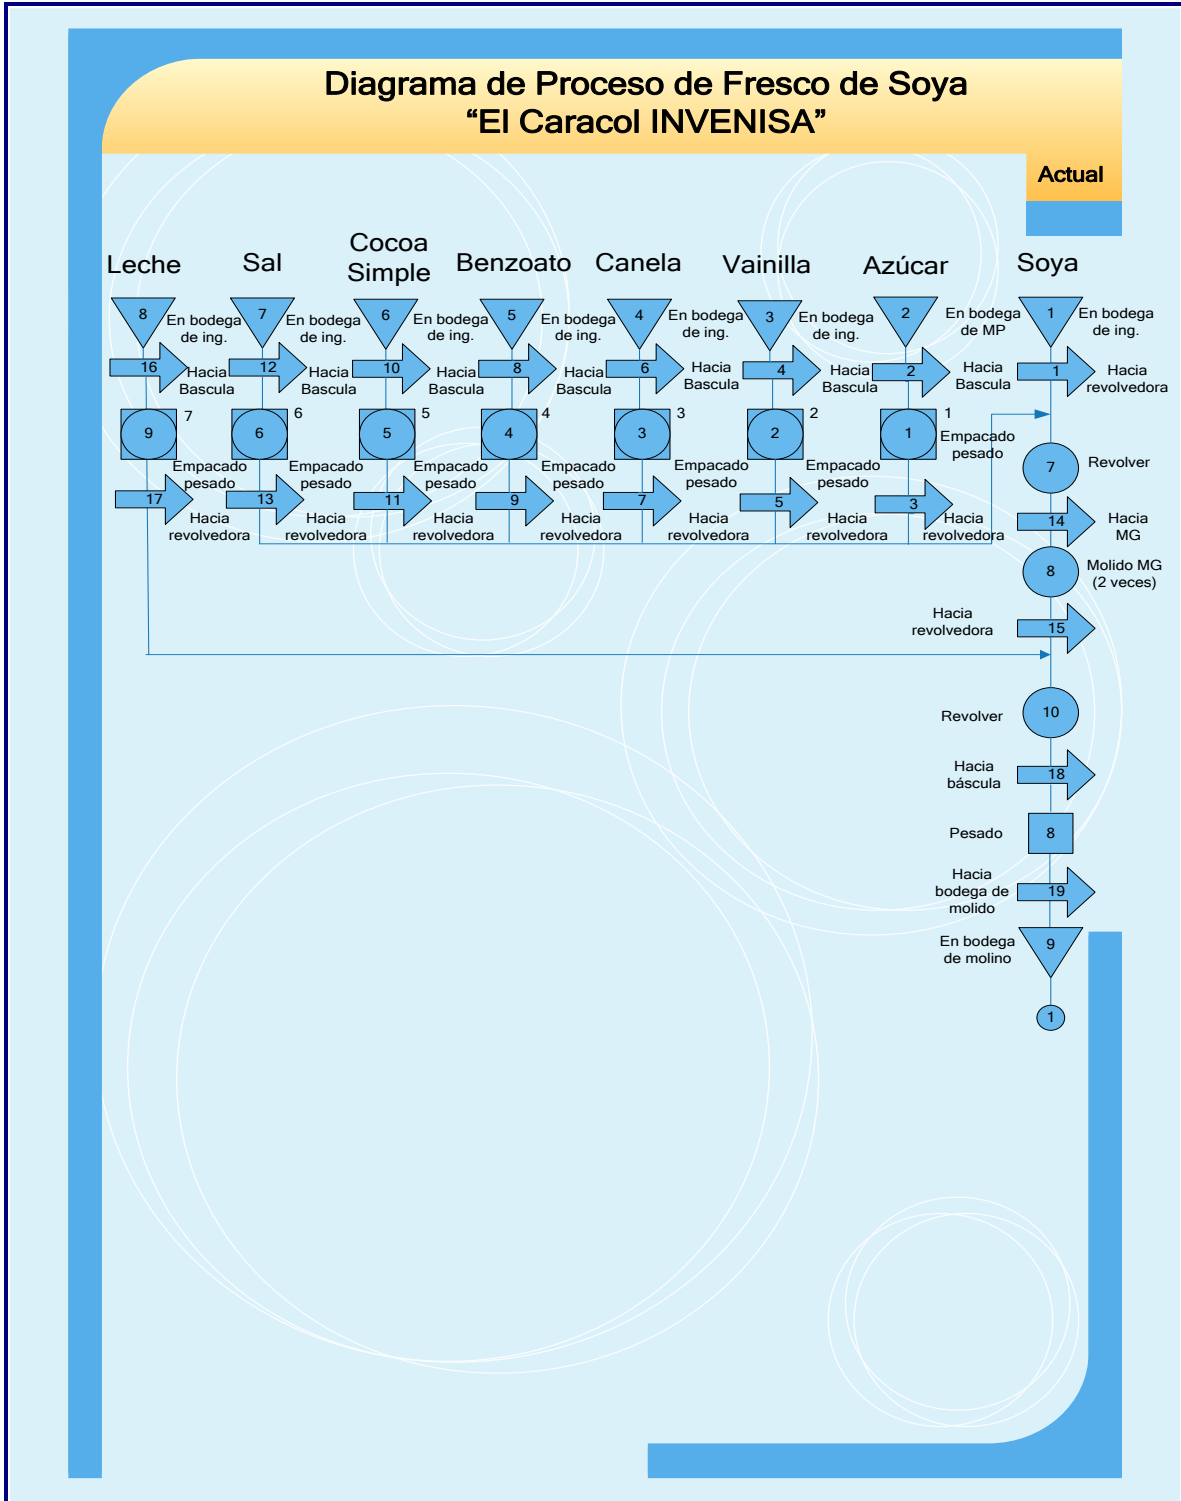 Diagrama de Proceso de Fresco de Soya
“El Caracol INVENISA”
Actual
Leche
Sal
Cocoa
Simple
Benzoato
Canela
Vainilla
Azúcar
Soya
8
En bodega
de ing.
7
En bodega
de ing.
6
En bodega
de ing.
5
En bodega
de ing.
4
En bodega
de ing.
3
En bodega
de ing.
2
En bodega
de MP
1
En bodega
de ing.
16
Hacia
Bascula
12
Hacia
Bascula
10
Hacia
Bascula
8
Hacia
Bascula
6
Hacia
Bascula
4
Hacia
Bascula
2
Hacia
Bascula
1
Hacia
revolvedora
9
7
Empacado
pesado
6
6
Empacado
pesado
5
5
Empacado
pesado
4
4
Empacado
pesado
3
3
Empacado
pesado
2
2
Empacado
pesado
1
1
Empacado
pesado
7
Revolver
17
Hacia
revolvedora
13
Hacia
revolvedora
11
Hacia
revolvedora
9
Hacia
revolvedora
7
Hacia
revolvedora
5
Hacia
revolvedora
3
Hacia
revolvedora
14
Hacia
MG
8
Molido MG
(2 veces)
Hacia
revolvedora
15
Revolver
10
Hacia
báscula
18
Pesado
8
Hacia
bodega de
molido
19
En bodega
de molino
9
1